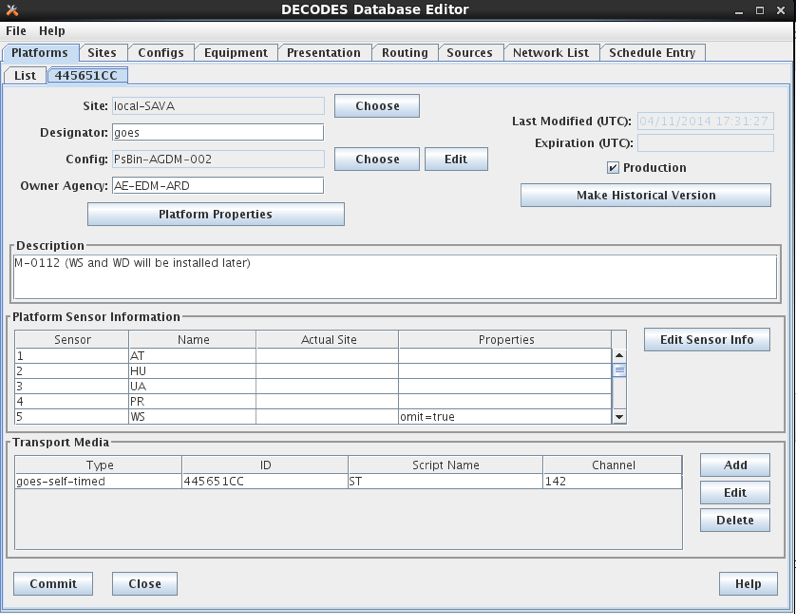 DECODES Database Editor
File Help
Platforms Sites Configs Equipment Presentation Routing Sources Network List Schedule Entry
List 445651CC
Site: local-SAVA Choose
Last Modified (UTC): 04/11/2014 17:31:27
Designator: goes
Expiration (UTC):
Config: PsBin-AGDM-002 Choose Edit
Production
Owner Agency: AE-EDM-ARD
Make Historical Version
Platform Properties
Description
M-0112 (WS and WD will be installed later)
Platform Sensor Information
Sensor Name Actual Site Properties
Edit Sensor Info
1 AT
2 HU
3 UA
4 PR
5 WS omit=true
Transport Media
Type ID Script Name Channel
Add
goes-self-timed 445651CC ST 142
Edit
Delete
Commit Close Help